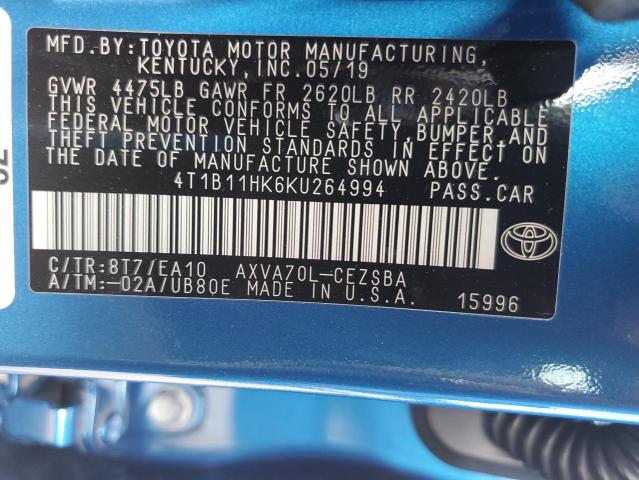 MFD.BY:TOYOTA MOTOR MANUFACTURING,
KENTUCKY,INC.05/19
GVWR 4475LB GAWR FR 2620LB RR 2420LB
THIS VEHICLE CONFORMS TO ALL APPLICABLE
FEDERAL MOTOR VEHICLE SAFETY, BUMPER, AND
THEFT PREVENTION STANDARDS IN EFFECT ON
THE DATE OF MANUFACTURE SHOWN ABOVE.
4T1B11HK6KU264994 PASS.CAR
C/TR:8T7/EA10 AXVA70L-CEZSBA
A/TM:-02A/UB80E MADE IN U.S.A. 15996